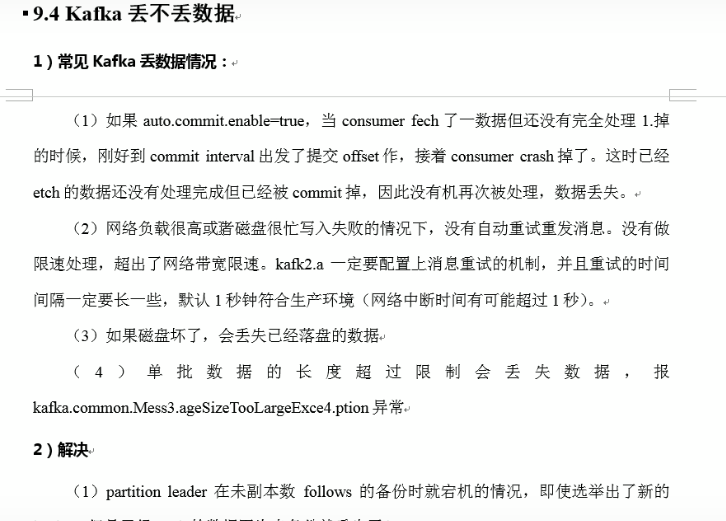 9.4 Kafka 丢不丢数据
1）常见 Kafka 丢数据情况：
（1）如果 auto.commit.enable=true，当 consumer fech 了一数据但还没有完全处理 1.掉
的时候，刚好到 commit interval 出发了提交 offset 作，接着 consumer crash 掉了。这时已经
etch 的数据还没有处理完成但已经被 commit 掉，因此没有机再次被处理，数据丢失。
（2）网络负载很高或者磁盘很忙写入失败的情况下，没有自动重试重发消息。没有做
限速处理，超出了网络带宽限速。kafk2.a 一定要配置上消息重试的机制，并且重试的时间
间隔一定要长一些，默认 1 秒钟符合生产环境（网络中断时间有可能超过 1 秒）。
（3）如果磁盘坏了，会丢失已经落盘的数据
（4）单批数据的长度超过限制会丢失数据，报
kafka.common.Mess3.ageSizeTooLargeExce4.ption 异常
2）解决
（1）partition leader 在未副本数 follows 的备份时就宕机的情况，即使选举出了新的